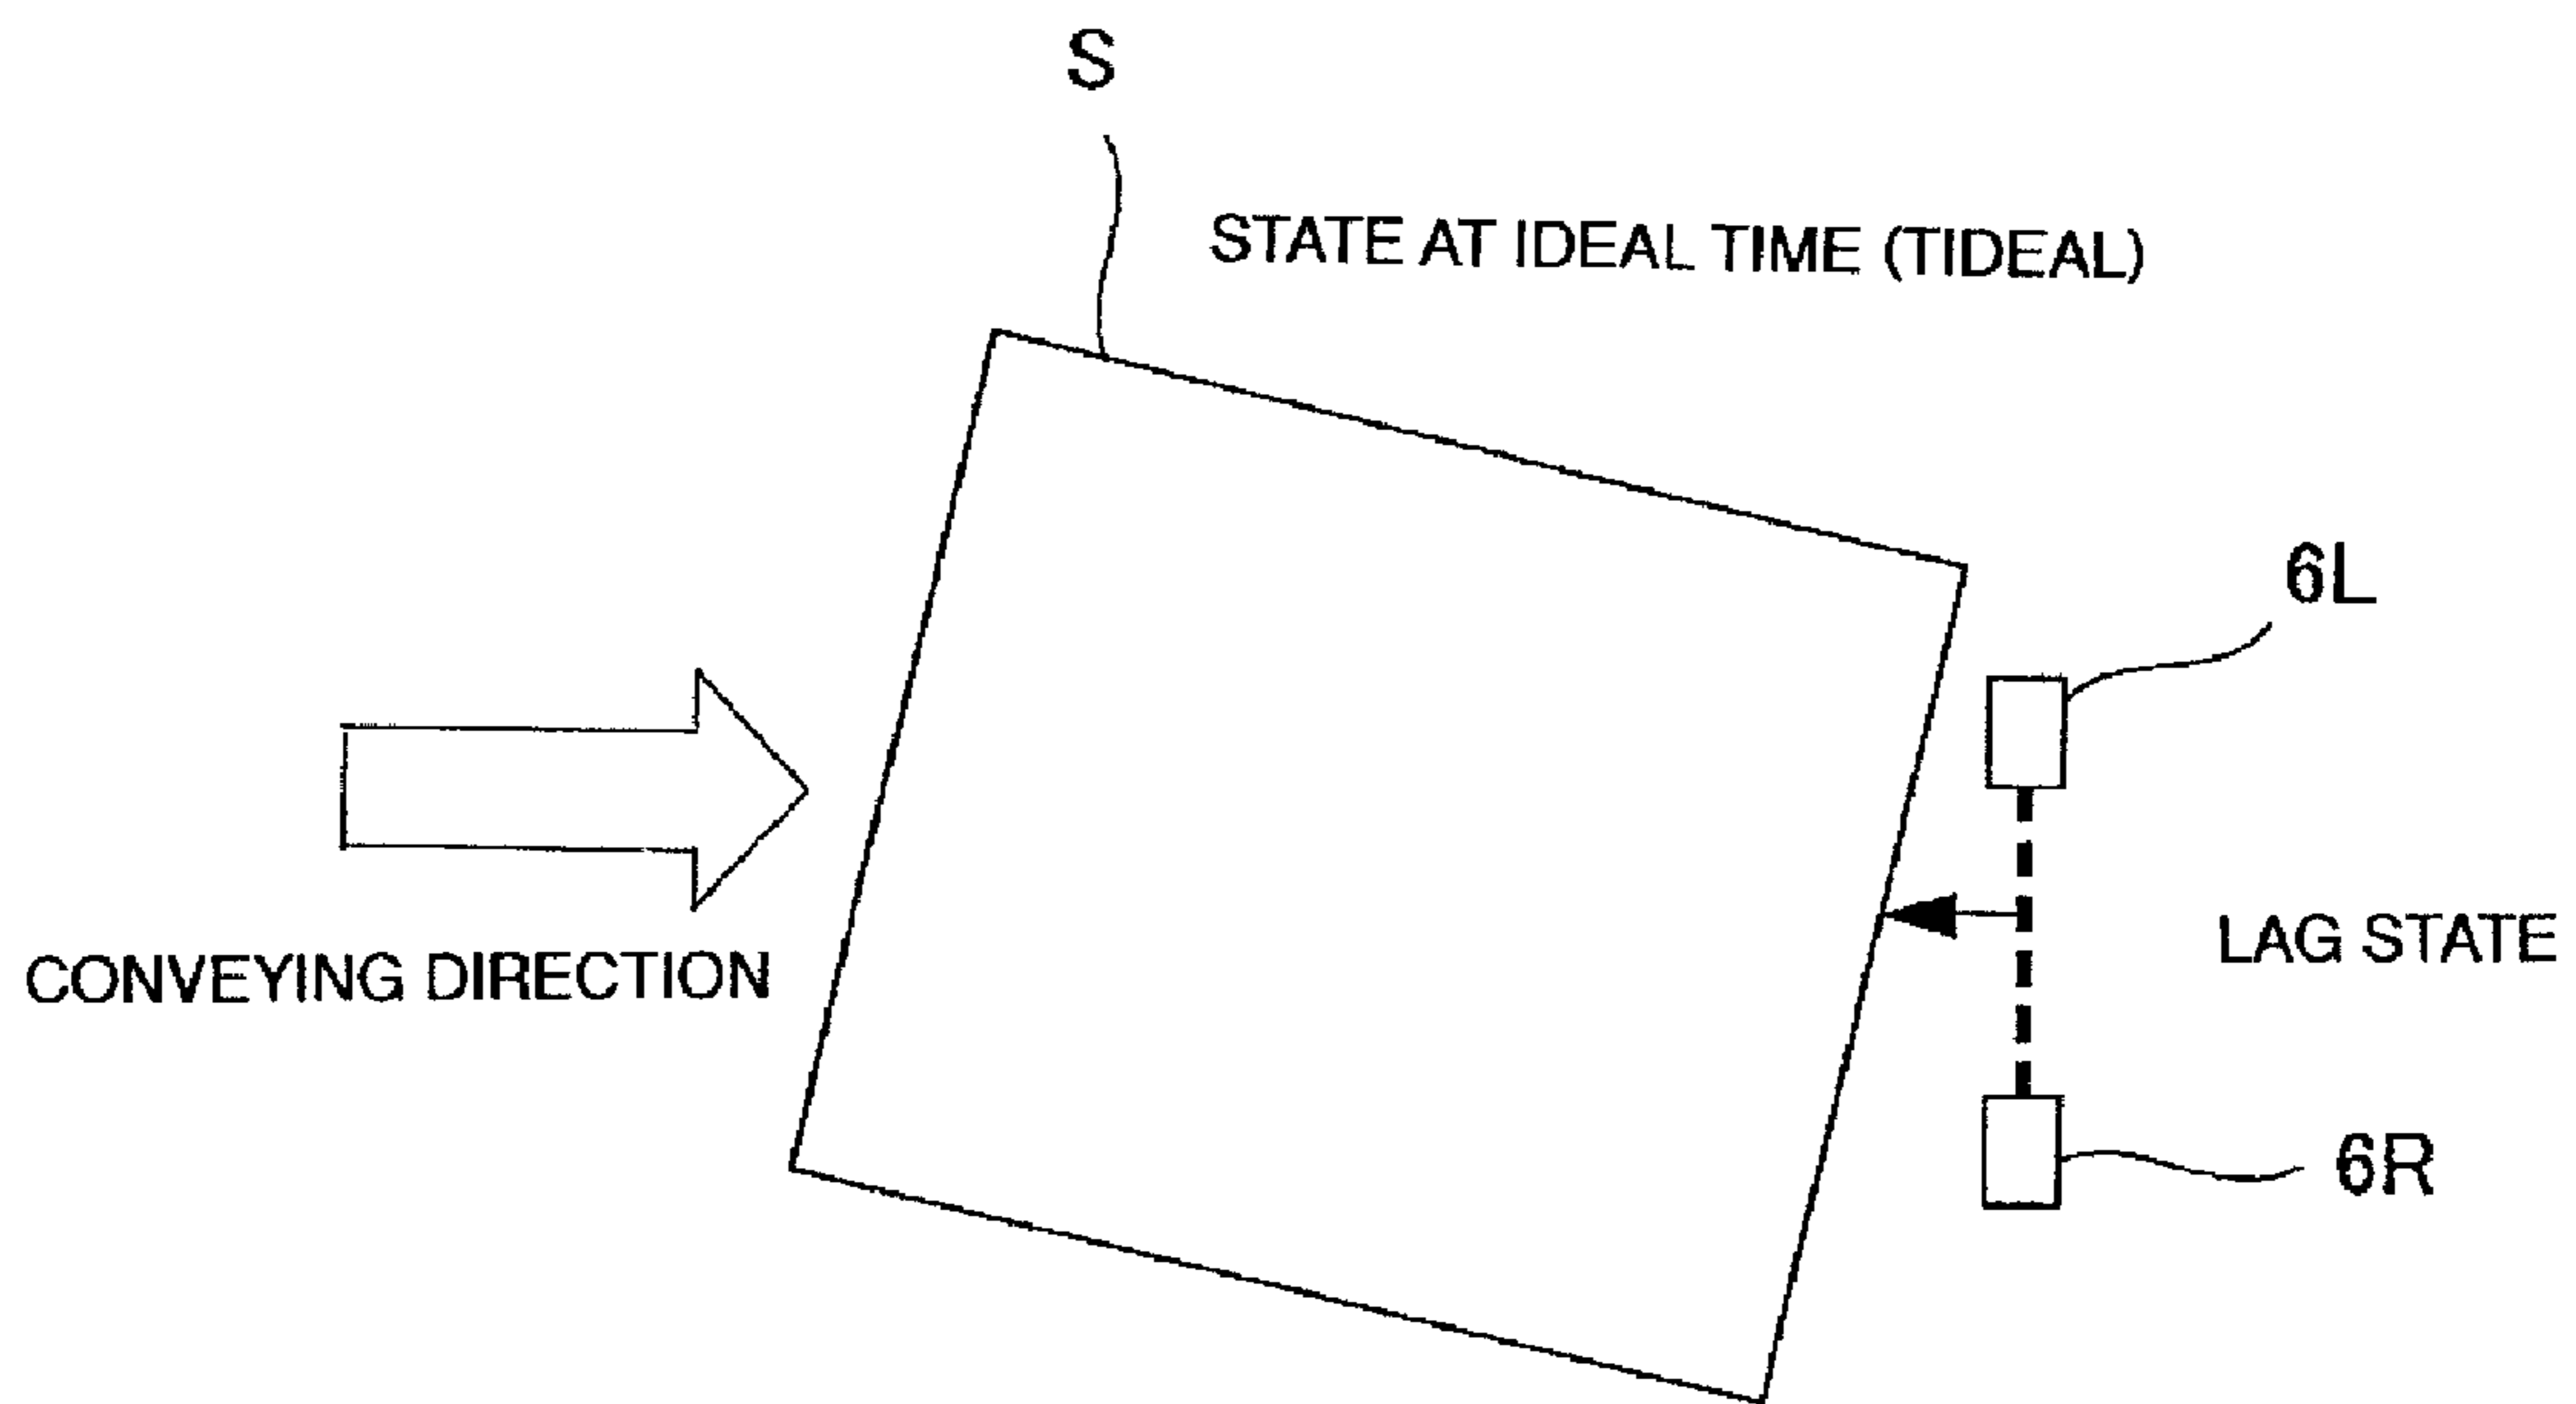 S
STATE AT IDEAL TIME (TIDEAL)
6L
LAG STATE
CONVEYING DIRECTION
6R